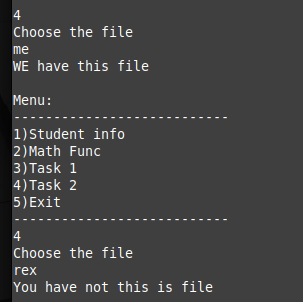 4
Choose the file
me
WE have this file

Menu:
---------------------------
1)Student info
2)Math Func
3)Task 1
4)Task 2
5)Exit
---------------------------
4
Choose the file
rex
You have not this is file